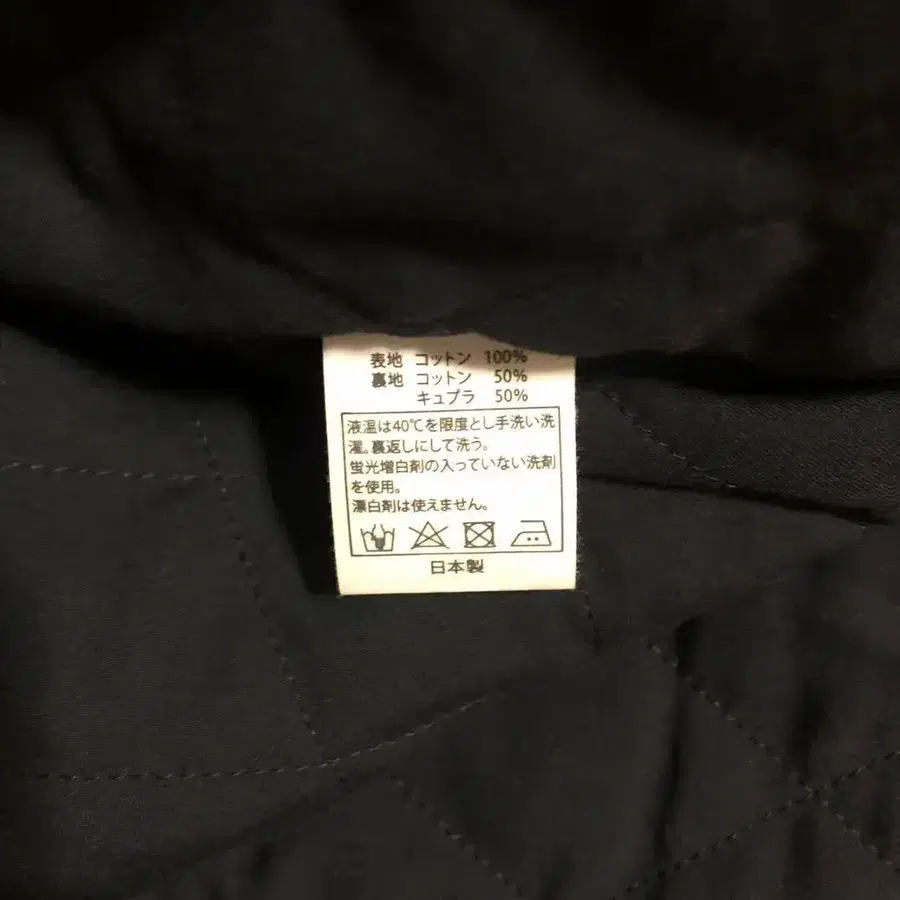 表地 コットン 100%
裏地 コットン 50%
キュプラ 50%
液温は40℃を限度とし手洗い洗
濯。裏返しにして洗う。
蛍光増白剤の入っていない洗剤
を使用。
漂白剤は使えません。
日本製